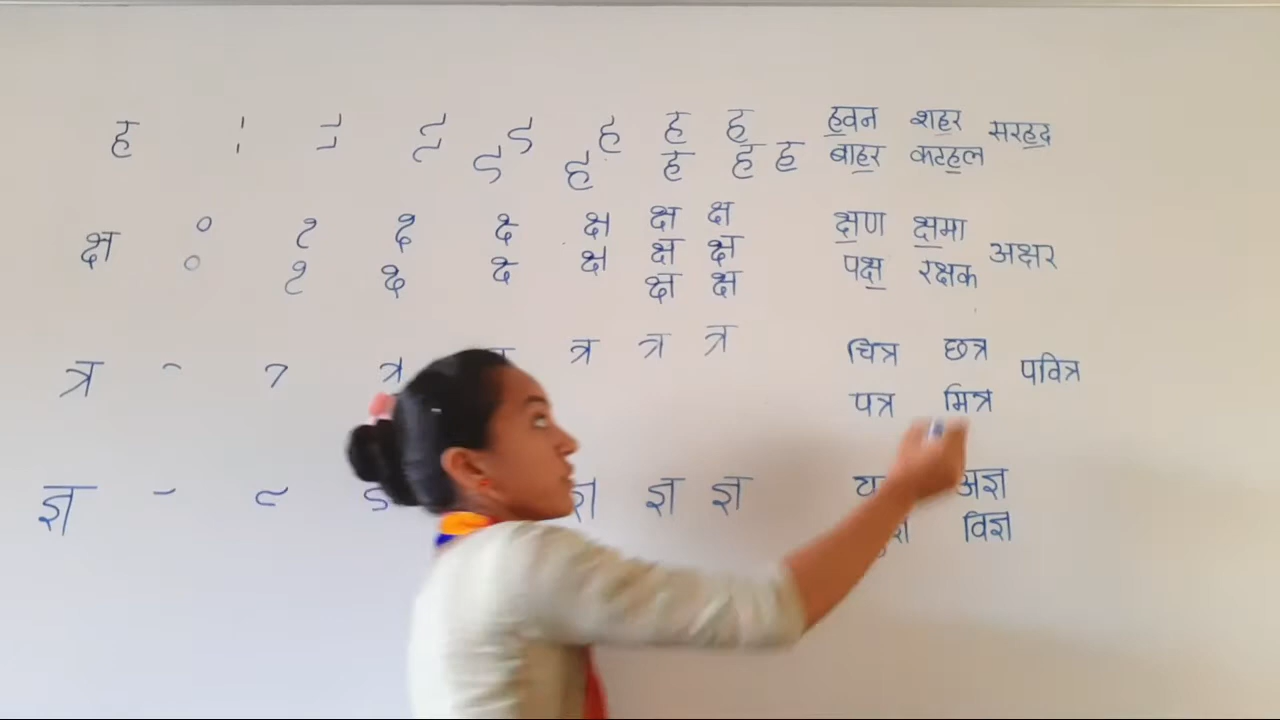 ह ह ह ह हवन शहर सरहद
ह ह ह ह बाहर कटहल
क्ष क्ष क्ष क्ष क्षण क्षमा अक्षर
क्ष क्ष क्ष पक्ष रक्षक
क्ष क्ष
त्र त्र त्र त्र त्र चित्र छत्र पवित्र
पत्र मित्र
ज्ञ ज्ञ ज्ञ अज्ञ
विज्ञ